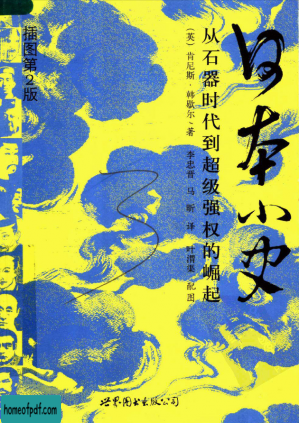 日本小史
从石器时代到超级强权的崛起
(英) 肯尼斯·韩歇尔 著
李忠晋 马昕 译 叶渭渠 配图
插图第2版
世界图书出版公司
homeofpdf.com